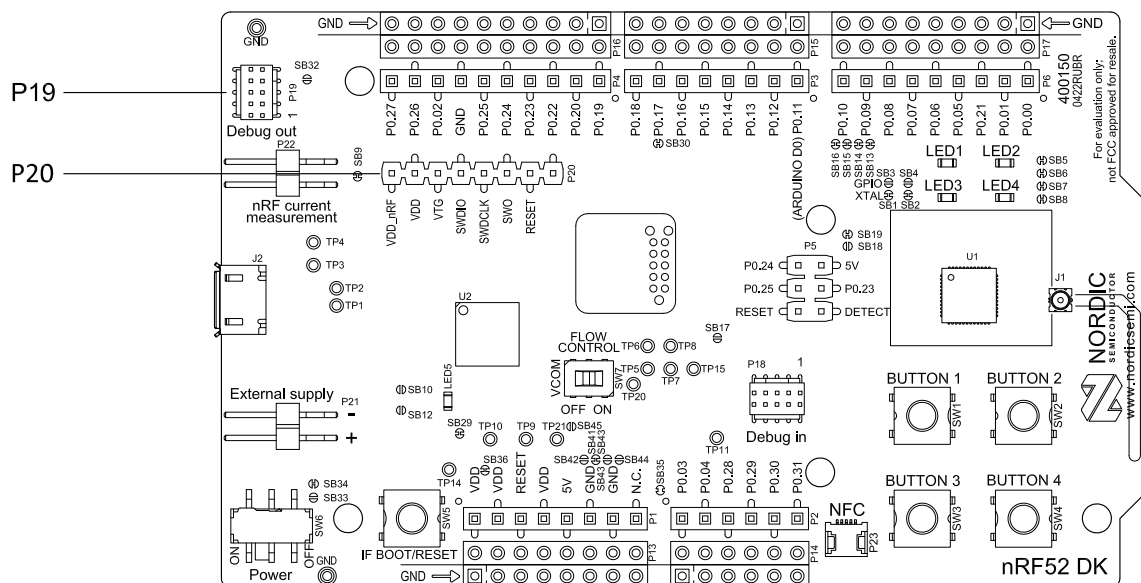 P19
P20
GND
GND
GND
P16
P15
P17
SB32
P19
1
Debug out
P4
P3
P6
P0.27
P0.26
P0.02
GND
P0.25
P0.24
P0.23
P0.22
P0.20
P0.19
P0.18
P0.17
P0.16
P0.15
P0.14
P0.13
P0.12
P0.11
(ARDUINO D0)
P0.10
P0.09
P0.08
P0.07
P0.06
P0.05
P0.21
P0.01
P0.00
400150
0422RUBR
For evaluation only;
not FCC approved for resale.
P22
SB9
nRF current
measurement
P20
VDD_nRF
VDD
VTG
SWDIO
SWDCLK
SWO
RESET
SB30
SB16
SB15
SB14
SB13
SB3
SB4
GPIO
XTAL
SB1
SB2
LED1
LED2
LED3
LED4
SB5
SB6
SB7
SB8
TP4
TP3
TP2
TP1
J2
U2
SB19
SB18
P5
P0.24
5V
P0.25
P0.23
RESET
DETECT
U1
J1
NORDIC
SEMICONDUCTOR
www.nordicsemi.com
SB17
FLOW
CONTROL
VCOM
SW7
OFF ON
TP6
TP8
TP5
TP7
TP15
TP20
P18
1
Debug in
TP11
External supply
P21
-
+
SB10
SB12
LED5
SB29
TP10
TP9
TP21
SB45
SB41
SB43
SB42
SB43
SB44
SB36
TP14
SB35
BUTTON 1
BUTTON 2
SW1
SW2
BUTTON 3
BUTTON 4
SW3
SW4
SB34
SB33
SW6
ON
OFF
Power
GND
SW5
IF BOOT/RESET
VDD
VDD
RESET
VDD
5V
GND
GND
N.C.
P1
P0.03
P0.04
P0.28
P0.29
P0.30
P0.31
P2
NFC
P23
P13
P14
GND
nRF52 DK